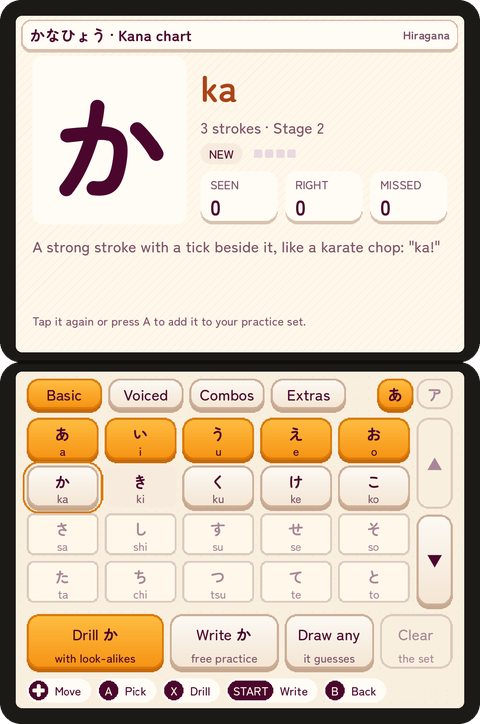 かなひょう · Kana chart
Hiragana
か
ka
3 strokes · Stage 2
NEW
SEEN RIGHT MISSED
0 0 0
A strong stroke with a tick beside it, like a karate chop: "ka!"
Tap it again or press A to add it to your practice set.
Basic Voiced Combos Extras あ ア
あ い う え お
a i u e o
か き く け こ
ka ki ku ke ko
さ し す せ そ
sa shi su se so
た ち つ て と
ta chi tsu te to
Drill か Write か Draw any Clear
with look-alikes free practice it guesses the set
Move A Pick X Drill START Write B Back